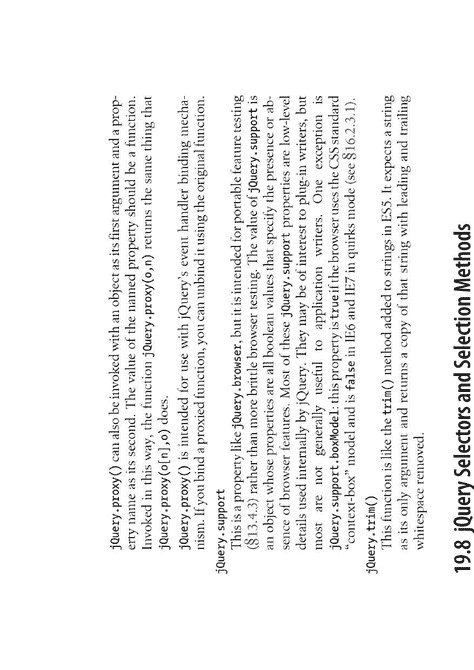 jQuery.proxy() can also be invoked with an object as its first argument and a prop-
erty name as its second. The value of the named property should be a function.
Invoked in this way, the function jQuery.proxy(o,n) returns the same thing that
jQuery.proxy(o[n],o) does.
jQuery.proxy() is intended for use with jQuery's event handler binding mecha-
nism. If you bind a proxied function, you can unbind it using the original function.
jQuery.support
This is a property like jQuery.browser, but it is intended for portable feature testing
(§13.4.3) rather than more brittle browser testing. The value of jQuery.support is
an object whose properties are all boolean values that specify the presence or ab-
sence of browser features. Most of these jQuery.support properties are low-level
details used internally by jQuery. They may be of interest to plug-in writers, but
most are not generally useful to application writers. One exception is
jQuery.support.boxModel: this property is true if the browser uses the CSS standard
"context-box" model and is false in IE6 and IE7 in quirks mode (see §16.2.3.1).
jQuery.trim()
This function is like the trim() method added to strings in ES5. It expects a string
as its only argument and returns a copy of that string with leading and trailing
whitespace removed.
19.8 jQuery Selectors and Selection Methods